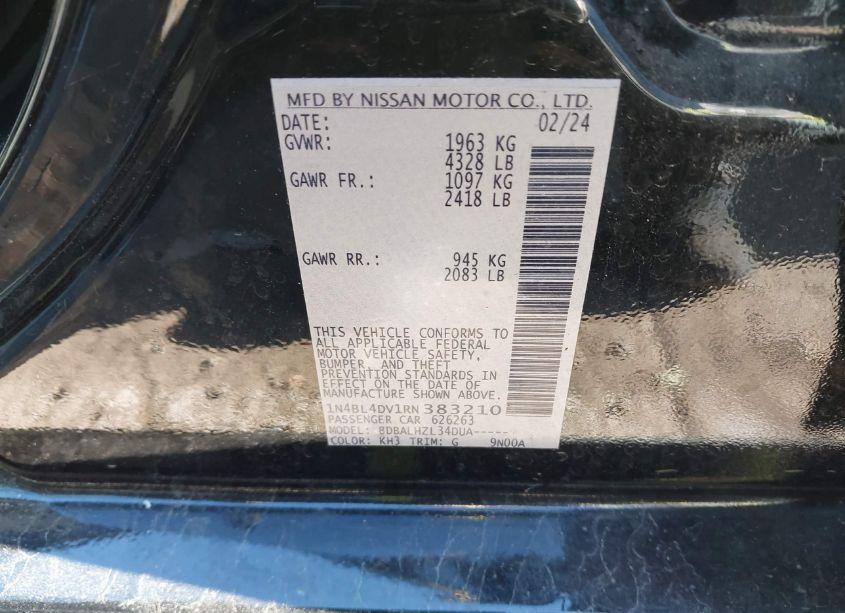 MFD BY NISSAN MOTOR CO., LTD.
DATE: 02/24
GVWR: 1963 KG
4328 LB
GAWR FR.: 1097 KG
2418 LB
GAWR RR.: 945 KG
2083 LB
THIS VEHICLE CONFORMS TO
ALL APPLICABLE FEDERAL
MOTOR VEHICLE SAFETY,
BUMPER, AND THEFT
PREVENTION STANDARDS IN
EFFECT ON THE DATE OF
MANUFACTURE SHOWN ABOVE.
1N4BL4DV1RN383210
PASSENGER CAR 626263
MODEL: 8DBALHZL34DUA-----
COLOR: KH3 TRIM: G 9N00A